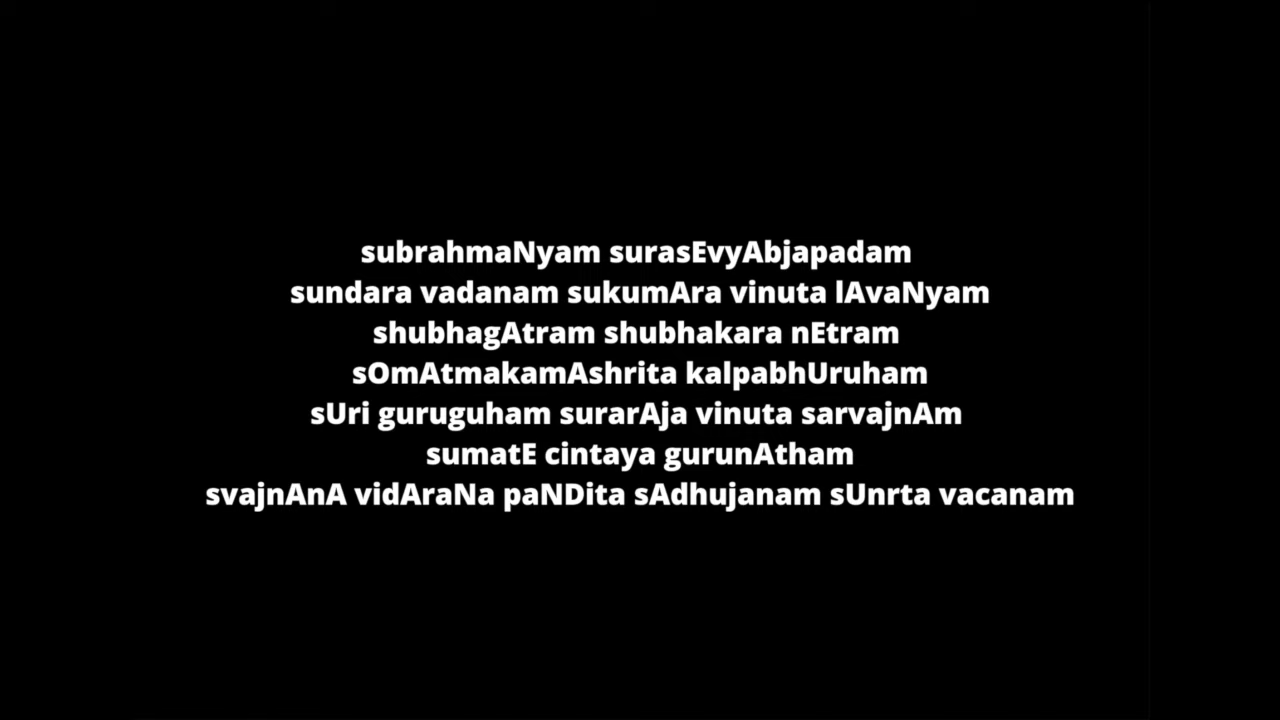 subrahmaNyam surasEvyAbjapadam
sundara vadanam sukumAra vinuta lAvaNyam
shubhagAtram shubhakara nEtram
sOmAtmakamAshrita kalpabhUruham
sUri guruguham surarAja vinuta sarvajnAm
sumatE cintaya gurunAtham
svajnAnA vidAraNa paNDita sAdhujanam sUnrta vacanam